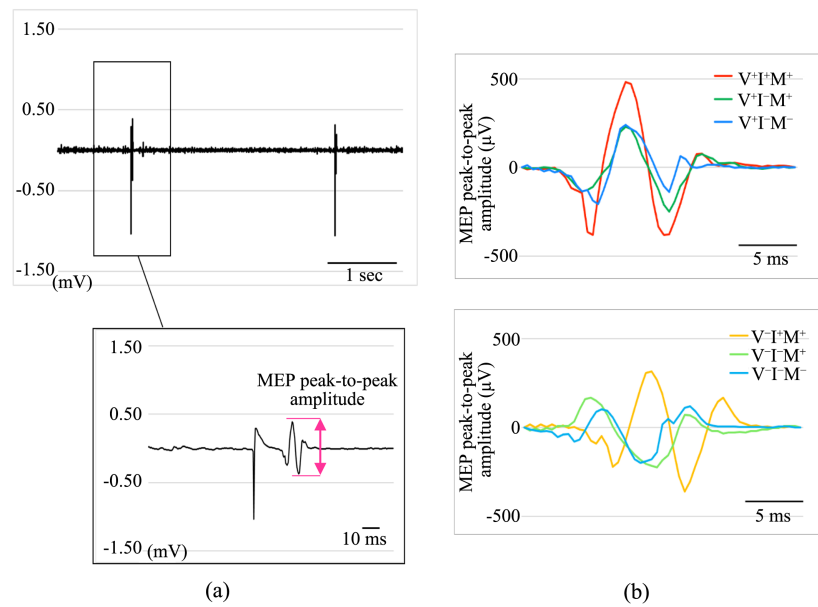 1.50
0.50
-0.50
-1.50
(mV)
1 sec
1.50
0.50
-0.50
-1.50
(mV)
MEP peak-to-peak
amplitude
10 ms
(a)
MEP peak-to-peak
amplitude (µV)
500
0
-500
V⁺I⁺M⁺
V⁺I⁻M⁺
V⁺I⁻M⁻
5 ms
MEP peak-to-peak
amplitude (µV)
500
0
-500
V⁻I⁺M⁺
V⁻I⁻M⁺
V⁻I⁻M⁻
5 ms
(b)